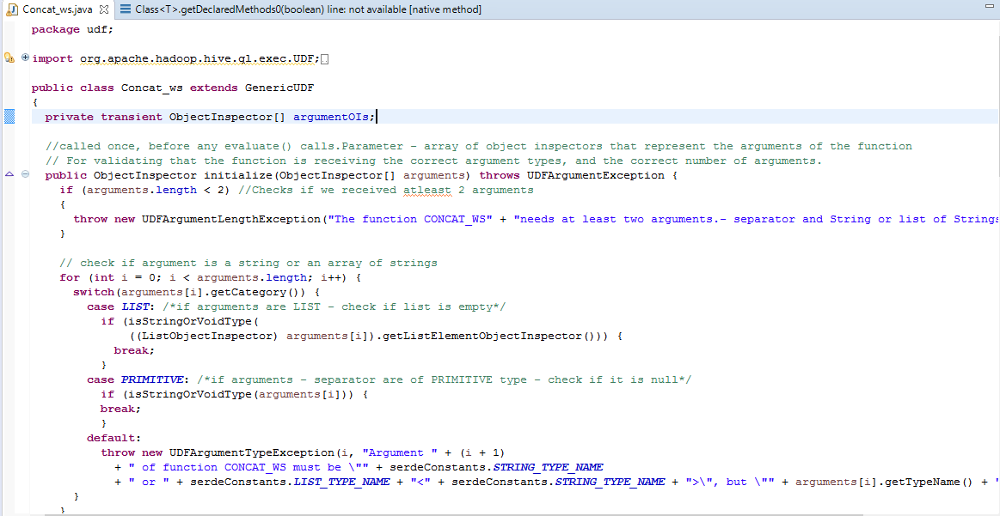 Concat_ws.java Class<T>.getDeclaredMethods0(boolean) line: not available [native method]
package udf;
import org.apache.hadoop.hive.ql.exec.UDF;
public class Concat_ws extends GenericUDF
{
private transient ObjectInspector[] argumentOIs;
//called once, before any evaluate() calls.Parameter - array of object inspectors that represent the arguments of the function
// For validating that the function is receiving the correct argument types, and the correct number of arguments.
public ObjectInspector initialize(ObjectInspector[] arguments) throws UDFArgumentException {
if (arguments.length < 2) //Checks if we received atleast 2 arguments
{
throw new UDFArgumentLengthException("The function CONCAT_WS" + "needs at least two arguments.- separator and String or list of Strings
}
// check if argument is a string or an array of strings
for (int i = 0; i < arguments.length; i++) {
switch(arguments[i].getCategory()) {
case LIST: /*if arguments are LIST - check if list is empty*/
if (isStringOrVoidType(
((ListObjectInspector) arguments[i]).getListElementObjectInspector())) {
break;
}
case PRIMITIVE: /*if arguments - separator are of PRIMITIVE type - check if it is null*/
if (isStringOrVoidType(arguments[i])) {
break;
}
default:
throw new UDFArgumentTypeException(i, "Argument " + (i + 1)
+ " of function CONCAT_WS must be \"" + serdeConstants.STRING_TYPE_NAME
+ " or " + serdeConstants.LIST_TYPE_NAME + "<" + serdeConstants.STRING_TYPE_NAME + ">\", but \"" + arguments[i].getTypeName() + "
}
}